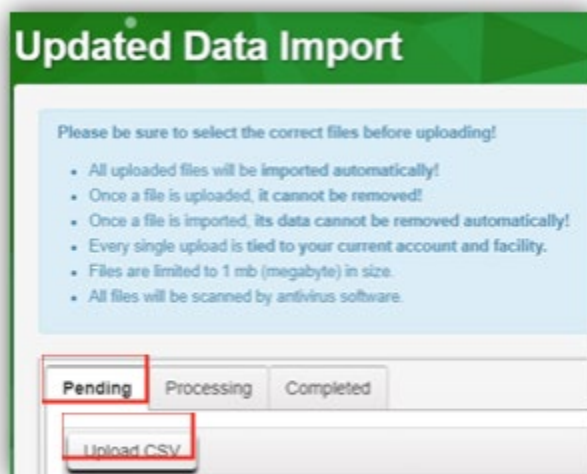 Updated Data Import
Please be sure to select the correct files before uploading!
• All uploaded files will be imported automatically!
• Once a file is uploaded, it cannot be removed!
• Once a file is imported, its data cannot be removed automatically!
• Every single upload is tied to your current account and facility.
• Files are limited to 1 mb (megabyte) in size.
• All files will be scanned by antivirus software.
Pending Processing Completed
Upload CSV